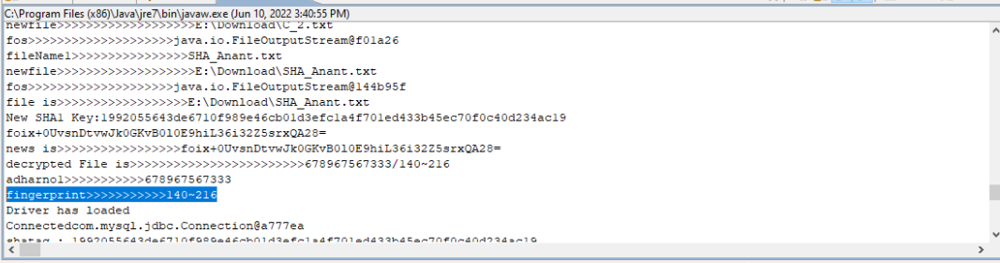 C:\Program Files (x86)\Java\jre7\bin\javaw.exe (Jun 10, 2022 3:40:55 PM)
newfile>>>>>>>>>>>>>>>>>>>E:\Download\C_2.txt
fos>>>>>>>>>>>>>>>>>>>>java.io.FileOutputStream@f01a26
fileName1>>>>>>>>>>>>>>>>SHA_Anant.txt
newfile>>>>>>>>>>>>>>>>>>>E:\Download\SHA_Anant.txt
fos>>>>>>>>>>>>>>>>>>>>java.io.FileOutputStream@144b95f
file is>>>>>>>>>>>>>>>>>>E:\Download\SHA_Anant.txt
New SHA1 Key:1992055643de6710f989e46cb01d3efc1a4f701ed433b45ec70f0c40d234ac19
foix+0UvsnDtvwJk0GKvB0l0E9hiL36i32Z5srxQA28=
news is>>>>>>>>>>>>>>>>>foix+0UvsnDtvwJk0GKvB0l0E9hiL36i32Z5srxQA28=
decrypted File is>>>>>>>>>>>>>>>>>>>>>>>>678967567333/140~216
adharno1>>>>>>>>>>>678967567333
fingerprint>>>>>>>>>>>140~216
Driver has loaded
Connectedcom.mysql.jdbc.Connection@a777ea
shatag : 1992055643de6710f989e46cb01d3efc1a4f701ed433b45ec70f0c40d234ac19